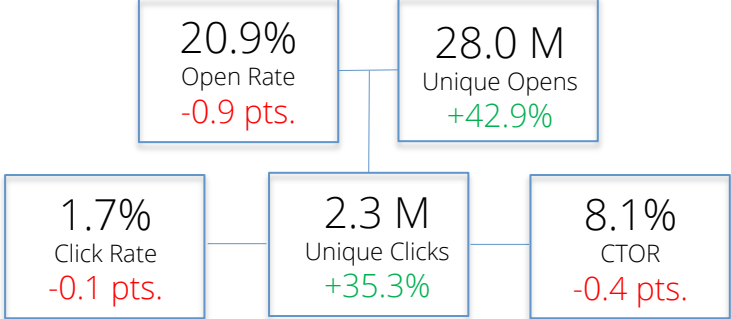 20.9%
Open Rate
-0.9 pts.
28.0 M
Unique Opens
+42.9%
1.7%
Click Rate
-0.1 pts.
2.3 M
Unique Clicks
+35.3%
8.1%
CTOR
-0.4 pts.